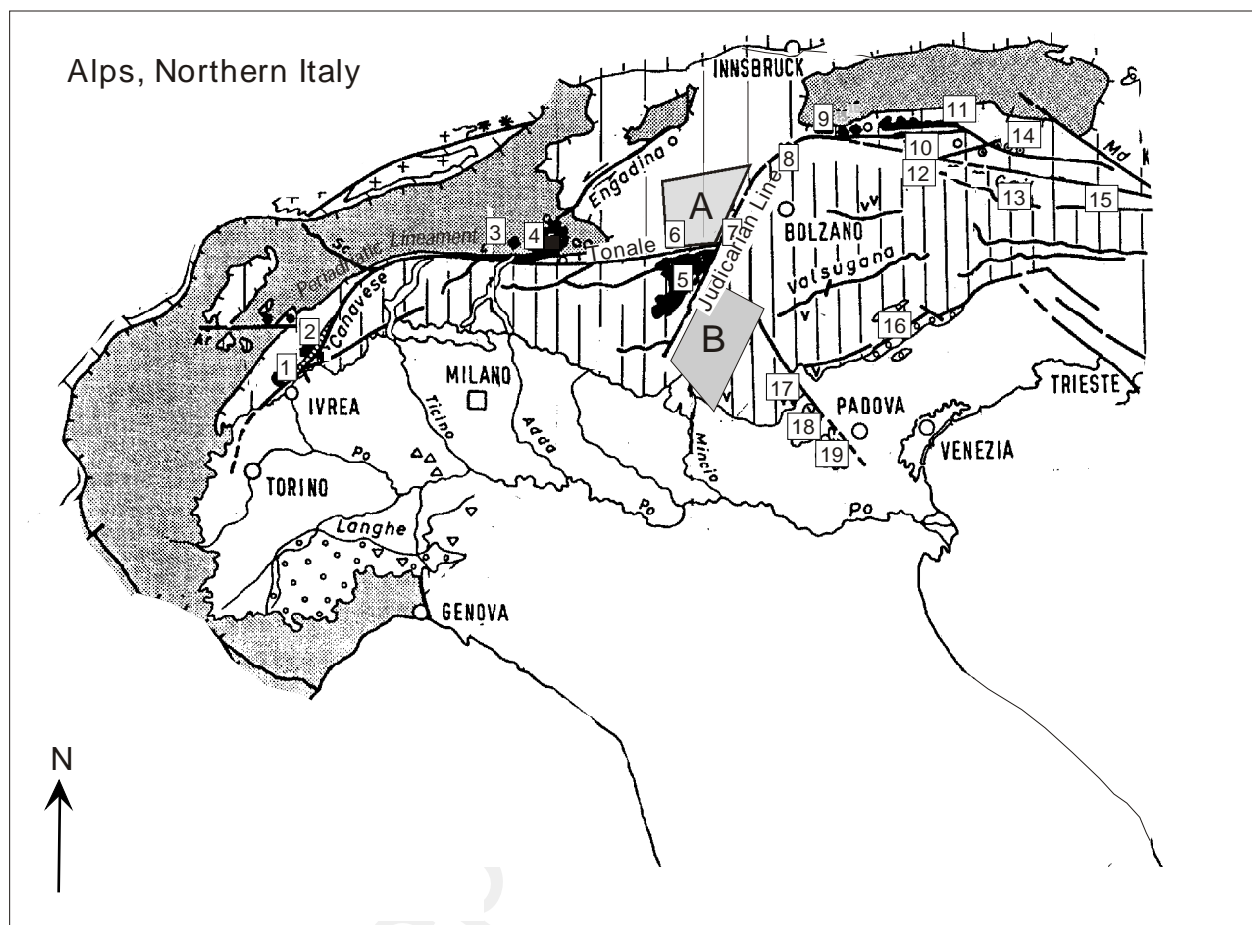 Alps, Northern Italy
INNSBRUCK
Engadina
9
11
10
14
Md
8
12
13
15
A
6
7
Tonale
Judicarian Line
BOLZANO
Valsugana
3
4
Periadriatic Lineament
Sc
Canavese
5
B
16
2
Ar
1
IVREA
MILANO
Ticino
Adda
Mincio
17
18
19
PADOVA
VENEZIA
TRIESTE
TORINO
Po
Po
Po
Langhe
GENOVA
N